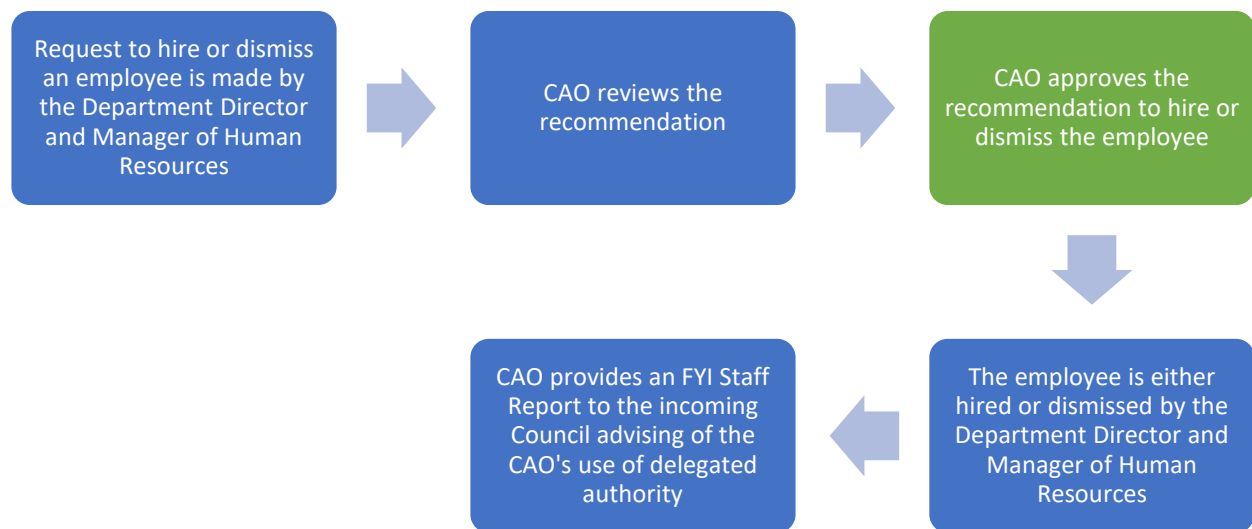 Request to hire or dismiss
an employee is made by
the Department Director
and Manager of Human
Resources
CAO reviews the
recommendation
CAO approves the
recommendation to hire or
dismiss the employee
The employee is either
hired or dismissed by the
Department Director and
Manager of Human
Resources
CAO provides an FYI Staff
Report to the incoming
Council advising of the
CAO's use of delegated
authority